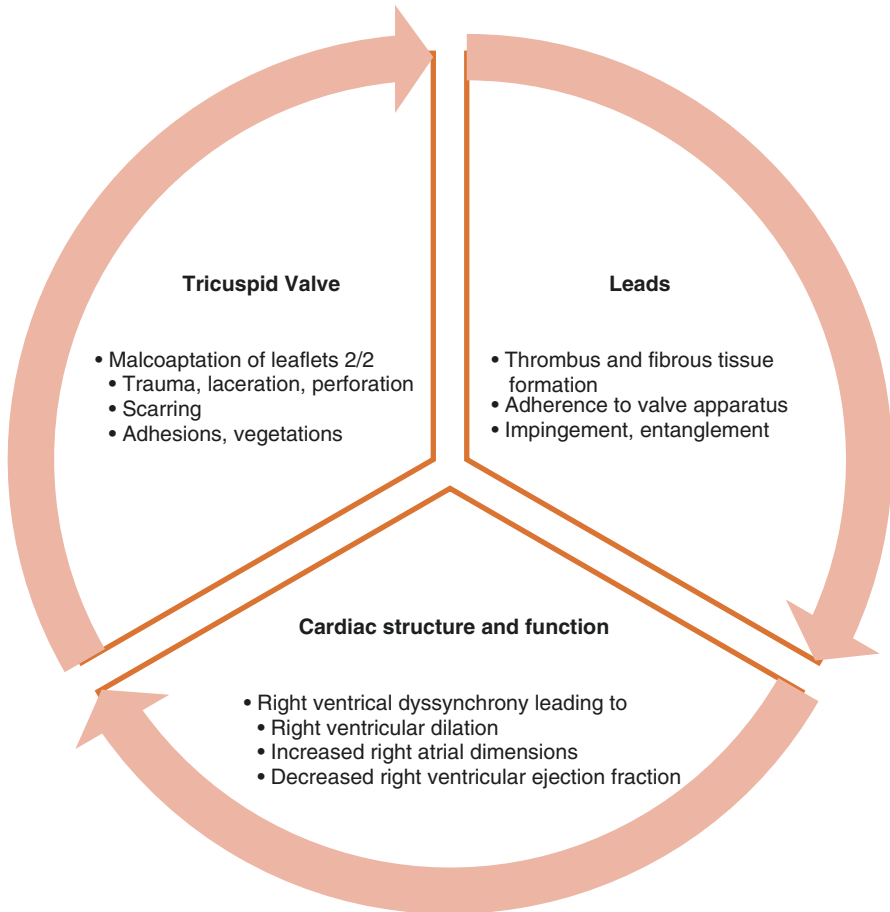 Tricuspid Valve
• Malcoaptation of leaflets 2/2
• Trauma, laceration, perforation
• Scarring
• Adhesions, vegetations
Leads
• Thrombus and fibrous tissue
formation
• Adherence to valve apparatus
• Impingement, entanglement
Cardiac structure and function
• Right ventrical dyssynchrony leading to
• Right ventricular dilation
• Increased right atrial dimensions
• Decreased right ventricular ejection fraction